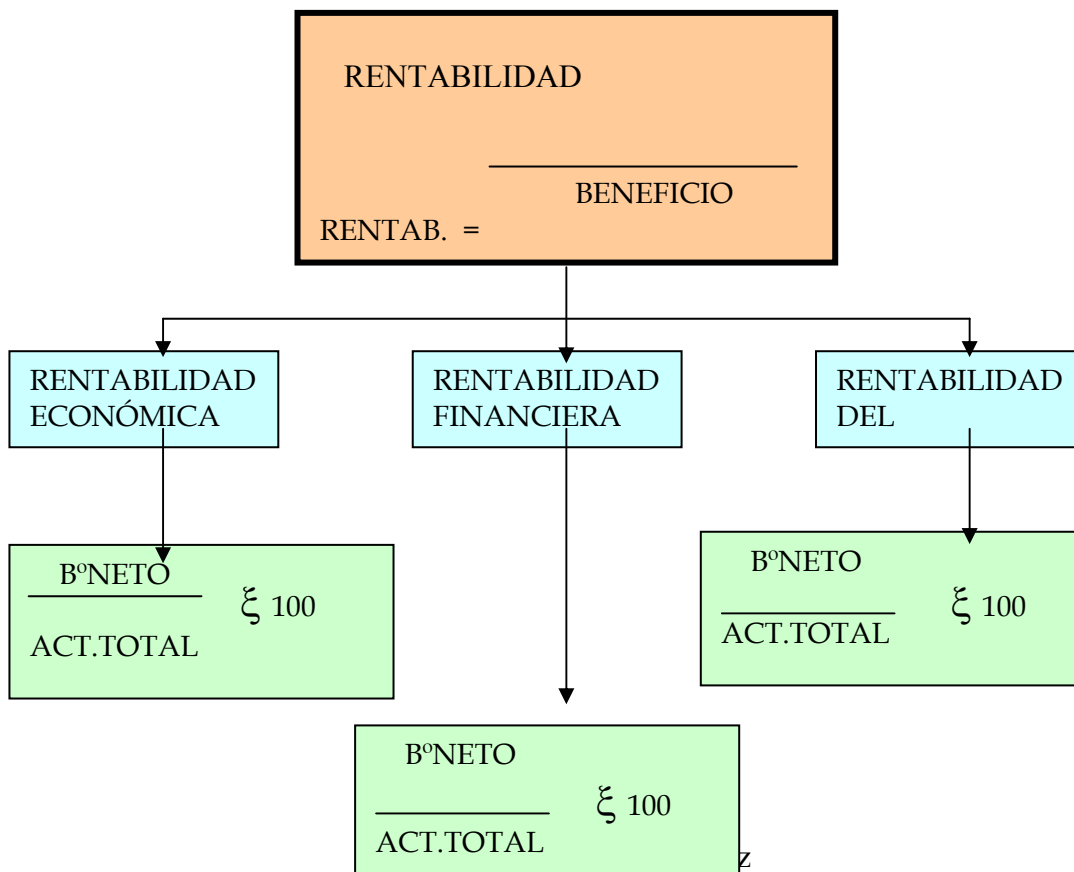 RENTABILIDAD
BENEFICIO
RENTAB. =
RENTABILIDAD
ECONÓMICA
RENTABILIDAD
FINANCIERA
RENTABILIDAD
DEL
BºNETO
ACT.TOTAL
ξ 100
BºNETO
ACT.TOTAL
ξ 100
BºNETO
ACT.TOTAL
ξ 100
z